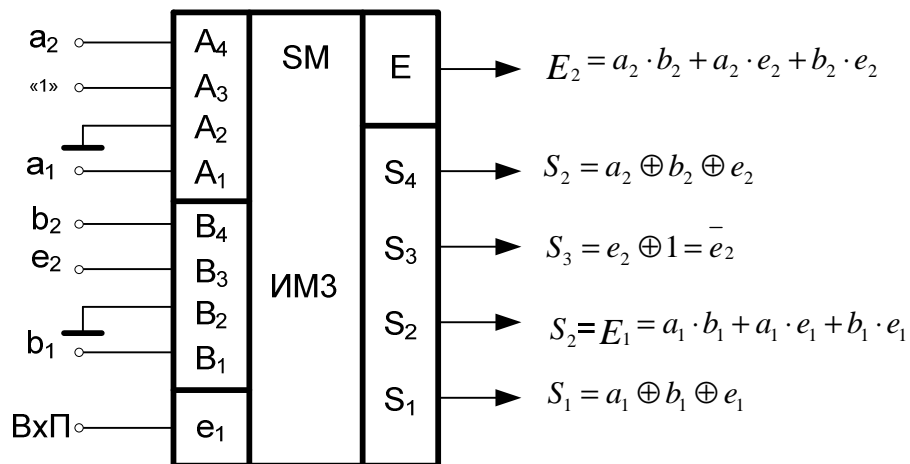 a₂ A₄ SM E E₂ = a₂ · b₂ + a₂ · e₂ + b₂ · e₂
«1» A₃
A₂
a₁ A₁ S₄ S₂ = a₂ ⊕ b₂ ⊕ e₂
b₂ B₄
e₂ B₃ ИМ3 S₃ S₃ = e₂ ⊕ 1 = e̅₂
B₂ S₂ S₂ = E₁ = a₁ · b₁ + a₁ · e₁ + b₁ · e₁
b₁ B₁
ВхП e₁ S₁ S₁ = a₁ ⊕ b₁ ⊕ e₁